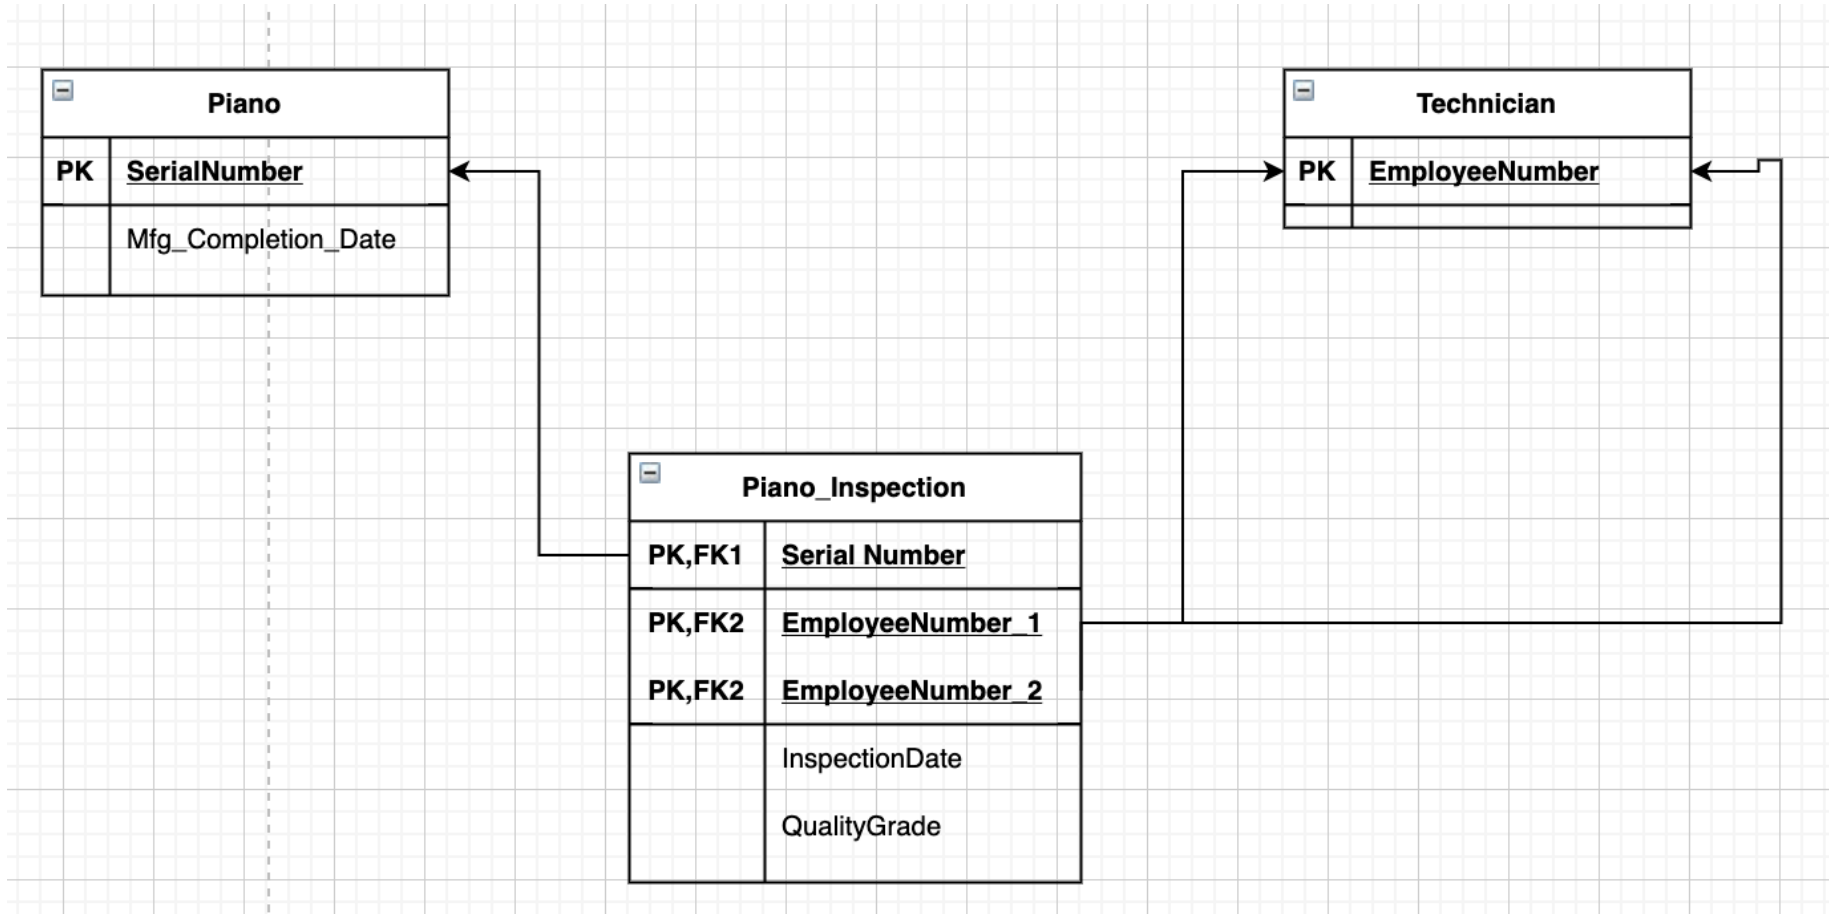 Piano
PK SerialNumber
Mfg_Completion_Date
Technician
PK EmployeeNumber
Piano_Inspection
PK,FK1 Serial Number
PK,FK2 EmployeeNumber_1
PK,FK2 EmployeeNumber_2
InspectionDate
QualityGrade